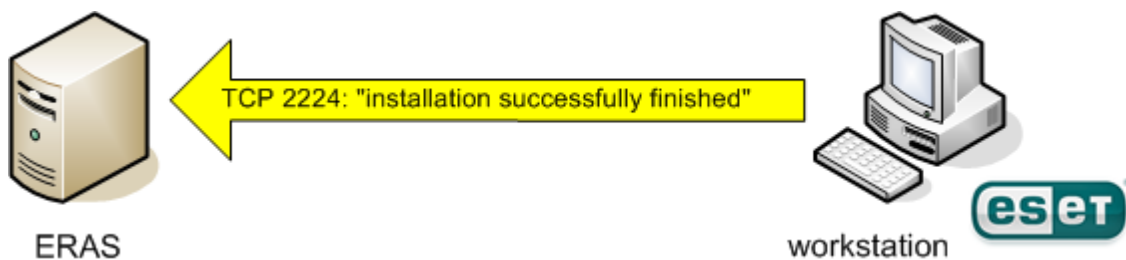 TCP 2224: "installation successfully finished"
eset
ERAS
workstation